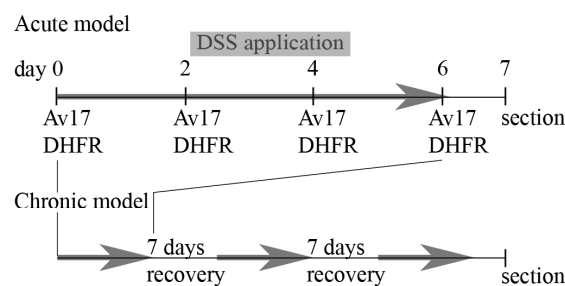 Acute model
DSS application
day 0 2 4 6 7
Av17 Av17 Av17 Av17 section
DHFR DHFR DHFR DHFR
Chronic model
7 days 7 days
recovery recovery section